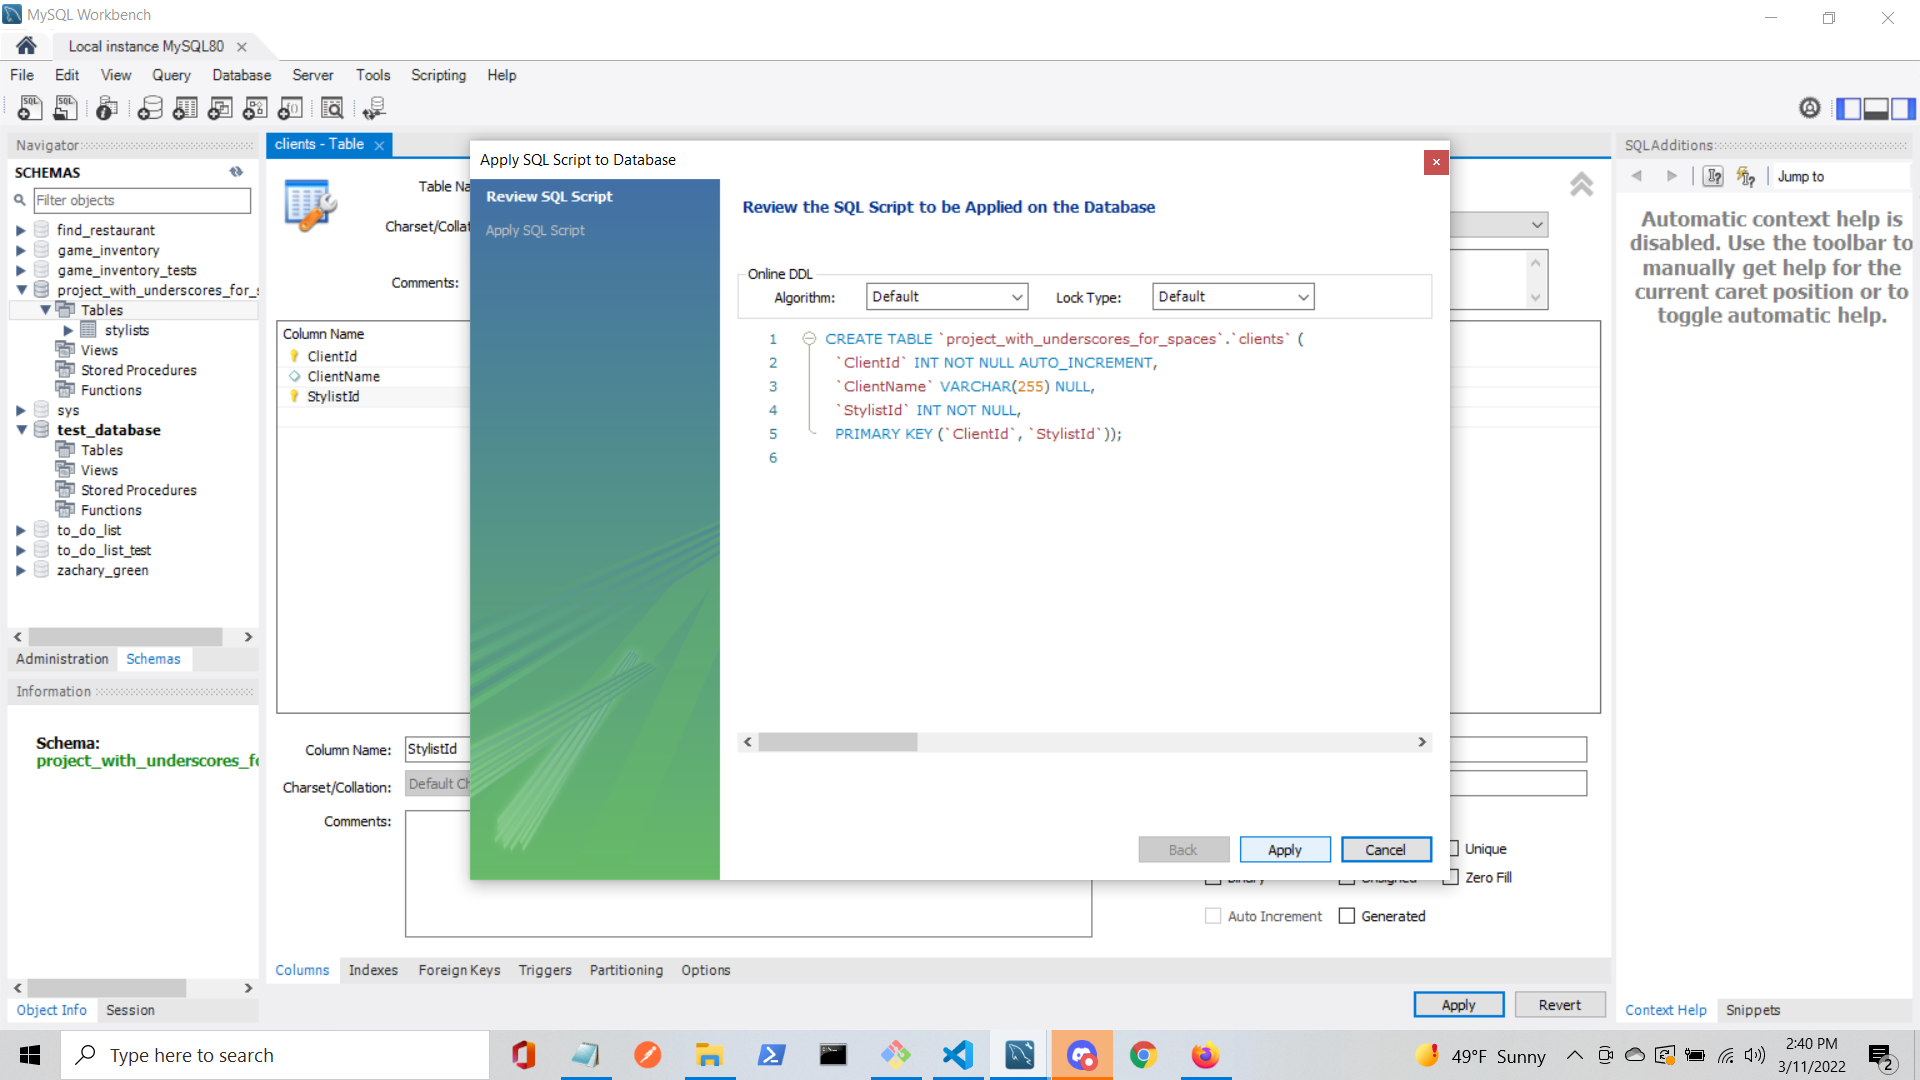 MySQL Workbench
Local instance MySQL80
File Edit View Query Database Server Tools Scripting Help
Navigator
SCHEMAS
Filter objects
find_restaurant
game_inventory
game_inventory_tests
project_with_underscores_for_s
Tables
stylists
Views
Stored Procedures
Functions
sys
test_database
Tables
Views
Stored Procedures
Functions
to_do_list
to_do_list_test
zachary_green
Administration Schemas
Information
Schema:
project_with_underscores_fo
Object Info Session
clients - Table
Table Na
Charset/Collat
Comments:
Column Name
ClientId
ClientName
StylistId
Column Name: StylistId
Charset/Collation: Default Ch
Comments:
Apply SQL Script to Database
Review SQL Script
Apply SQL Script
Review the SQL Script to be Applied on the Database
Online DDL
Algorithm: Default Lock Type: Default
1 CREATE TABLE `project_with_underscores_for_spaces`.`clients` (
2 `ClientId` INT NOT NULL AUTO_INCREMENT,
3 `ClientName` VARCHAR(255) NULL,
4 `StylistId` INT NOT NULL,
5 PRIMARY KEY (`ClientId`, `StylistId`));
6
Back Apply Cancel
Unique
Binary Unsigned Zero Fill
Auto Increment Generated
Columns Indexes Foreign Keys Triggers Partitioning Options
Apply Revert
SQLAdditions
Jump to
Automatic context help is
disabled. Use the toolbar to
manually get help for the
current caret position or to
toggle automatic help.
Context Help Snippets
Type here to search
49°F Sunny
2:40 PM
3/11/2022
2